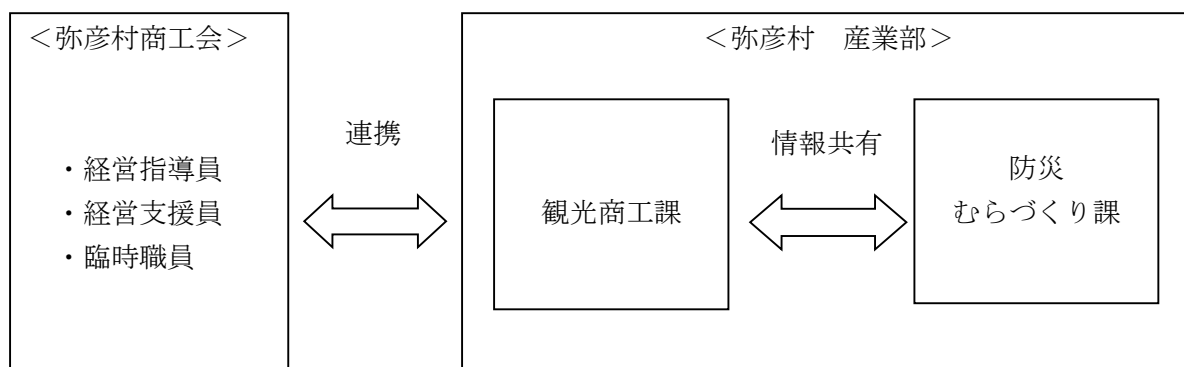 ＜弥彦村商工会＞
・経営指導員
・経営支援員
・臨時職員
連携
＜弥彦村　産業部＞
観光商工課
情報共有
防災
むらづくり課